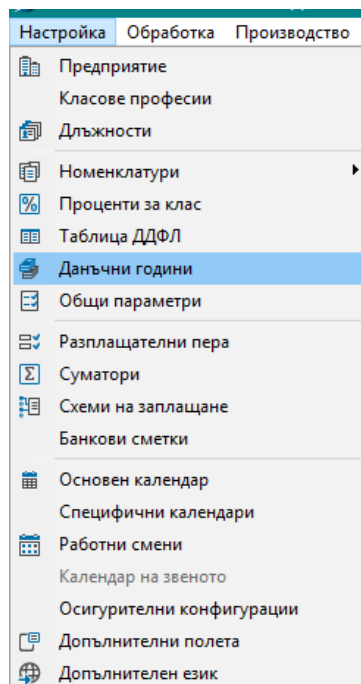 Настройка Обработка Производство
Предприятие
Класове професии
Длъжности
Номенклатури
Проценти за клас
Таблица ДДФЛ
Данъчни години
Общи параметри
Разплащателни пера
Суматори
Схеми на заплащане
Банкови сметки
Основен календар
Специфични календари
Работни смени
Календар на звеното
Осигурителни конфигурации
Допълнителни полета
Допълнителен език